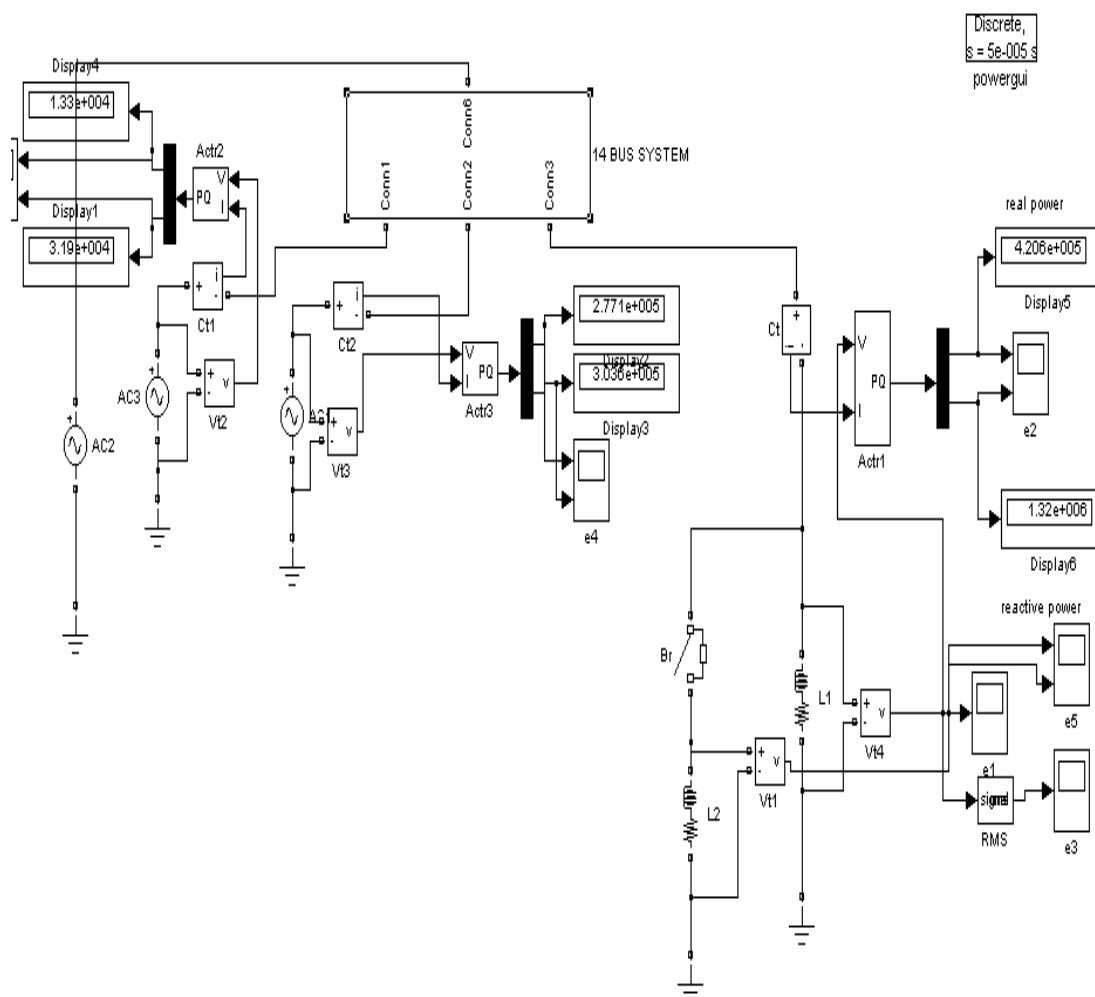 Discrete,
s = 5e-005 s
powergui
Display4
1.33e+004
Conn6
14 BUS SYSTEM
Conn1
Conn2
Conn3
Actr2
V
I
PQ
Display1
3.19e+004
real power
4.206e+005
Display5
+
-
i
Ct1
+
-
i
Ct2
2.771e+005
Display2
3.036e+005
Display3
+
-
Ct
V
I
PQ
Actr1
e2
V
I
PQ
Actr3
+
AC3
+
-
v
Vt2
+
A
+
-
v
Vt3
+
AC2
e4
1.32e+006
Display6
reactive power
Br
L1
+
-
v
Vt4
e1
e5
+
-
v
Vt1
L2
RMS
e3